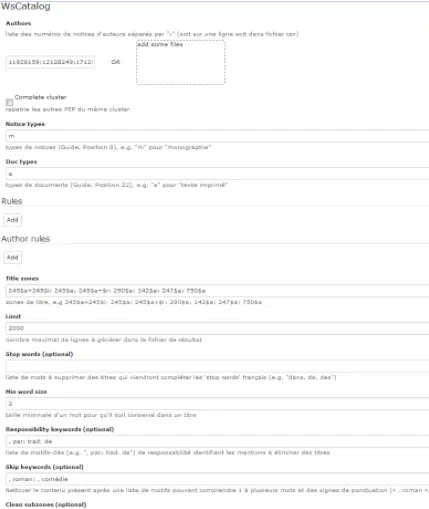 WsCatalog
Authors
liste des numéros de notices d'auteurs séparés par ";" (soit sur une ligne soit dans fichier csv)
add some files
11928159;12128249;1712
OR
Complete cluster
rapatrie les autres PEP du même cluster
Notice types
m
types de notices [Guide, Position 8], e.g. "m" pour "monographie"
Doc types
a
types de documents [Guide, Position 22], e.g. "a" pour "texte imprimé"
Rules
Add
Author rules
Add
Title zones
245$a+245$i; 245$a; 245$a+$r; 290$a; 142$a; 247$a; 750$a
zones de titre, e.g 245$a+245$i; 245$a; 245$a+$r; 290$a; 142$a; 247$a; 750$a
Limit
2000
nombre maximal de lignes à générer dans le fichier de résultat
Stop words (optional)
liste de mots à supprimer des titres qui viendront compléter les 'stop words' français (e.g. "dans, de, des")
Min word size
3
taille minimale d'un mot pour qu'il soit conservé dans un titre
Responsibility keywords (optional)
, par; trad. de
liste de motifs-clés (e.g. ", par; trad. de") de responsabilité identifiant les mentions à éliminer des titres
Skip keywords (optional)
, roman; , comédie
Nettoyer le contenu présent après une liste de motifs pouvant comprendre 1 à plusieurs mots et des signes de ponctuation (« , roman »,
Clean subzones (optional)